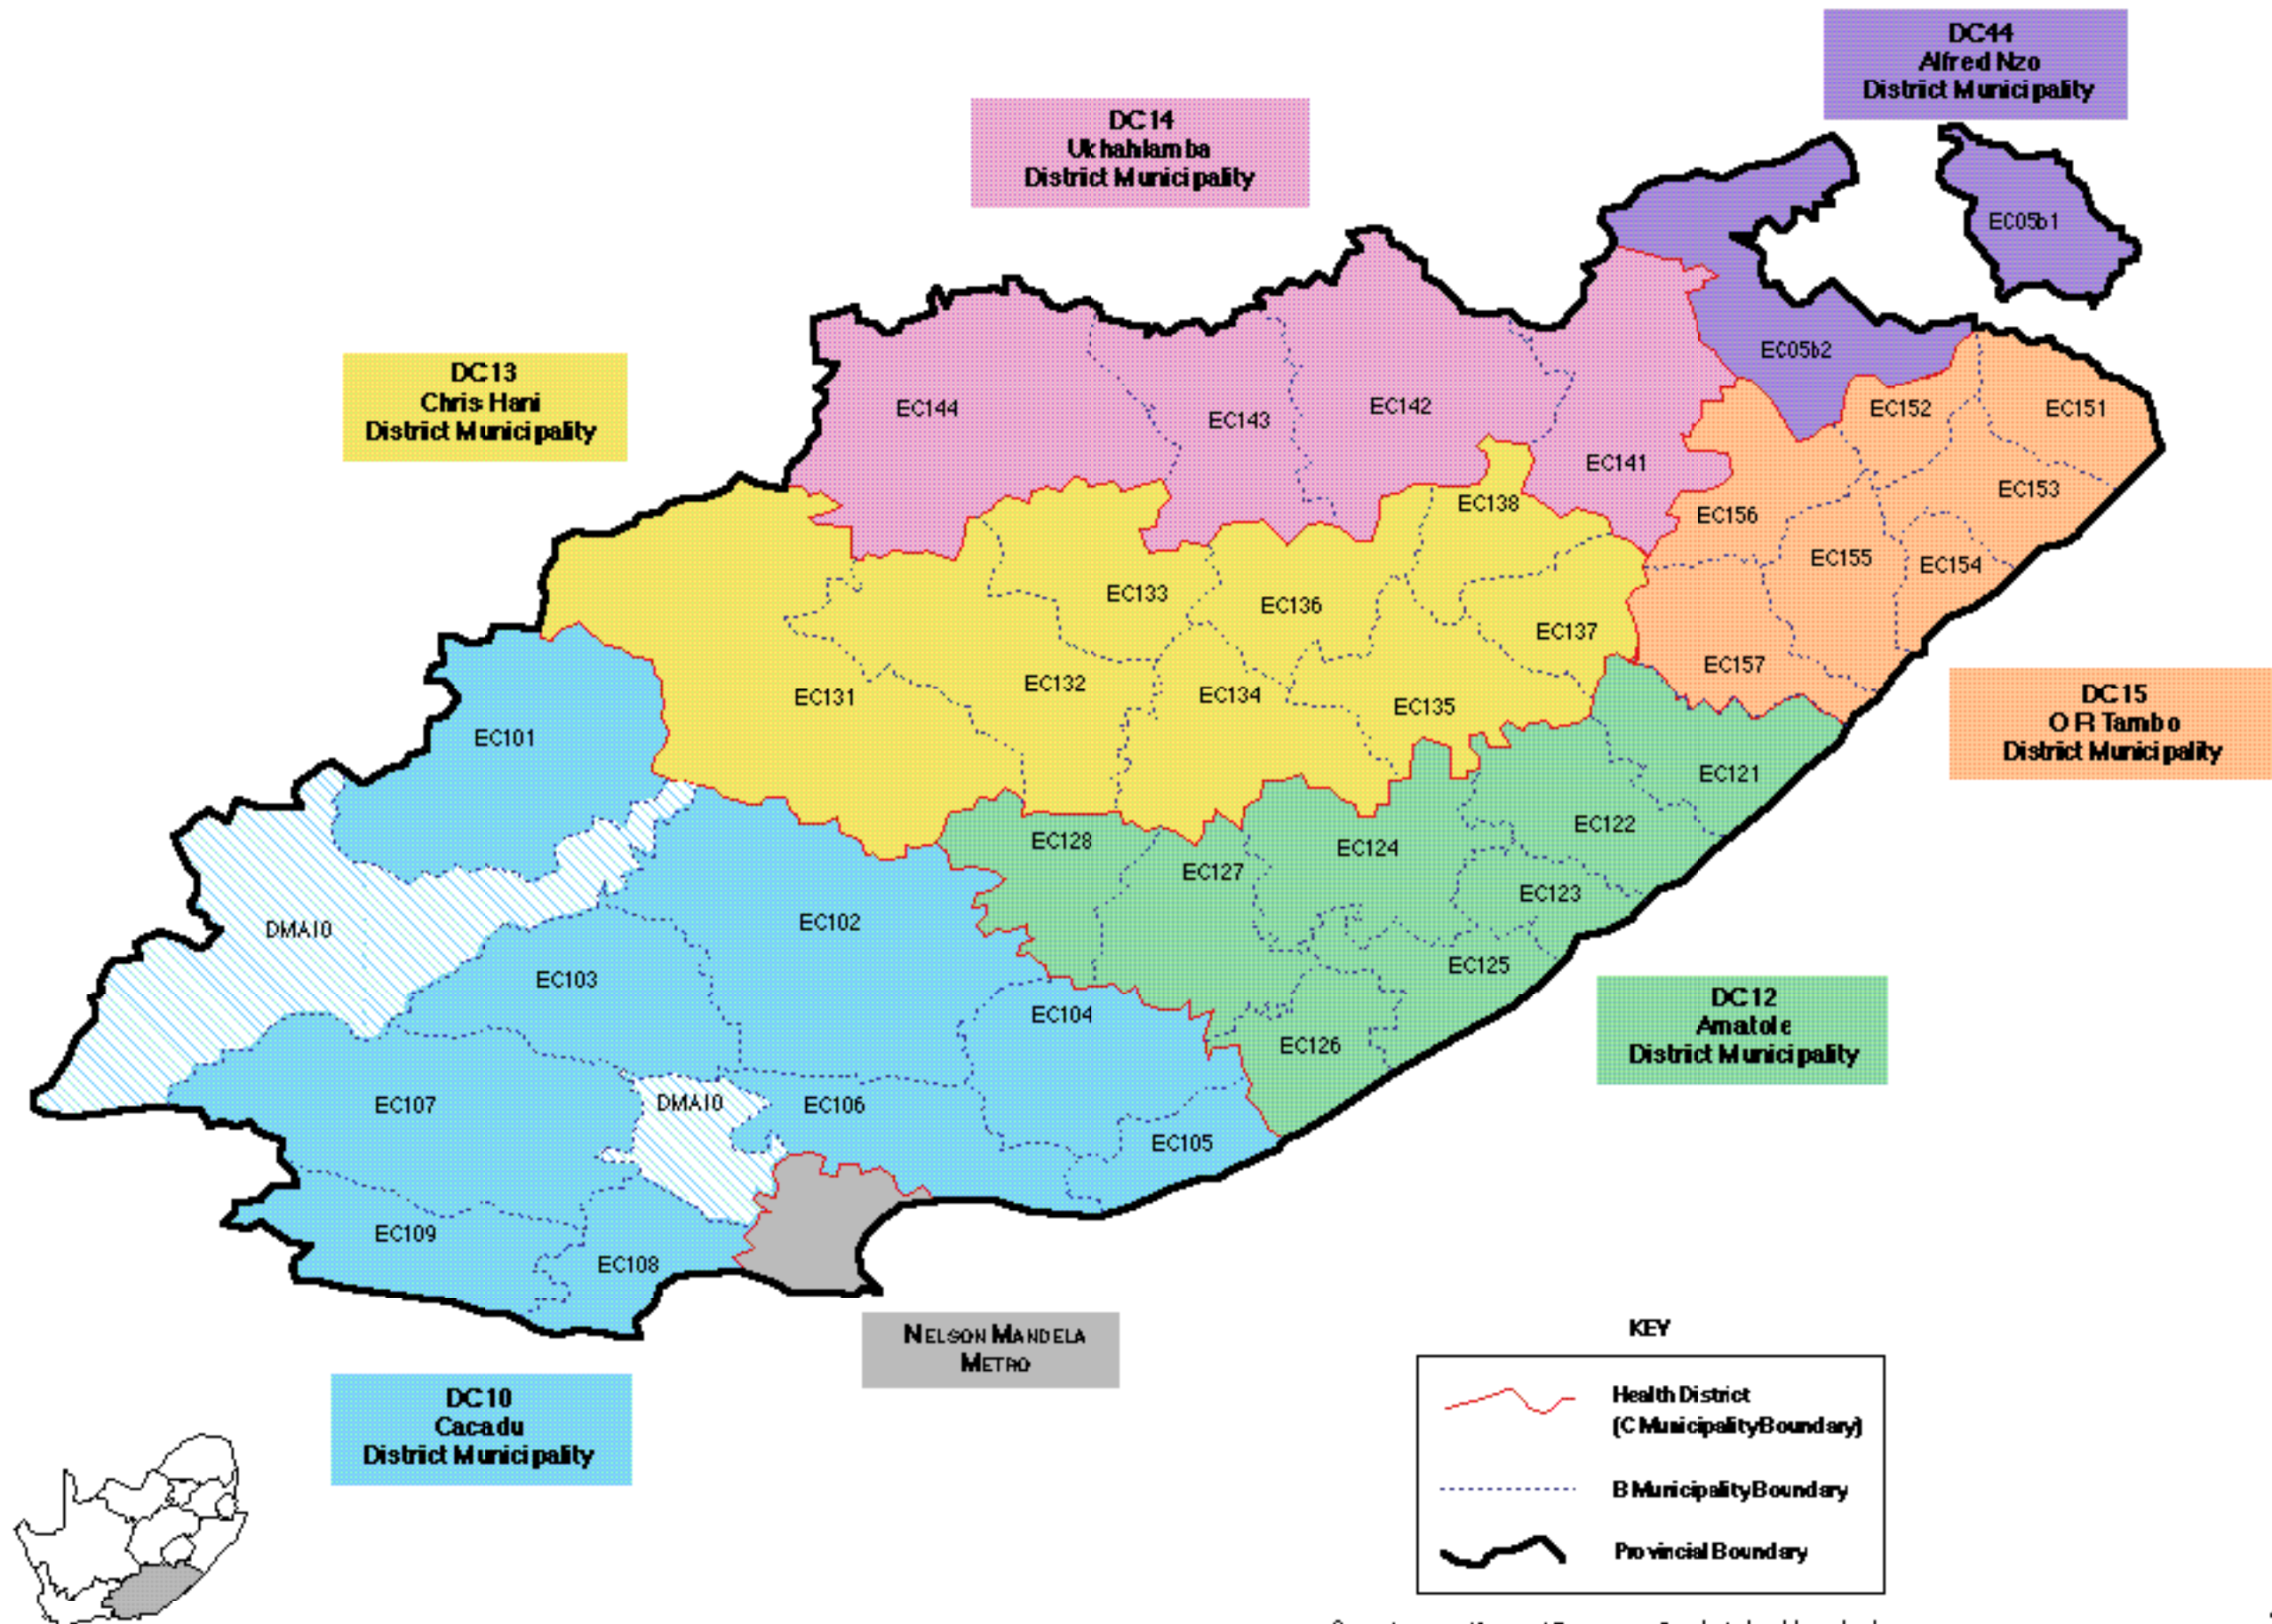 DC44
Alfred Nzo
District Municipality
DC14
Ukhahlamba
District Municipality
EC05b1
EC05b2
DC13
Chris Hani
District Municipality
EC144
EC143
EC142
EC141
EC152
EC151
EC138
EC153
EC156
EC155
EC154
EC133
EC136
EC137
EC157
EC131
EC132
EC134
EC135
DC15
O R Tambo
District Municipality
EC101
EC121
EC122
EC128
EC127
EC124
EC123
DMA10
EC102
EC103
EC125
EC104
EC126
DC12
Amatole
District Municipality
EC107
DMA10
EC106
EC105
EC109
EC108
NELSON MANDELA
METRO
DC10
Cacadu
District Municipality
KEY
Health District
(C Municipality Boundary)
B Municipality Boundary
Provincial Boundary